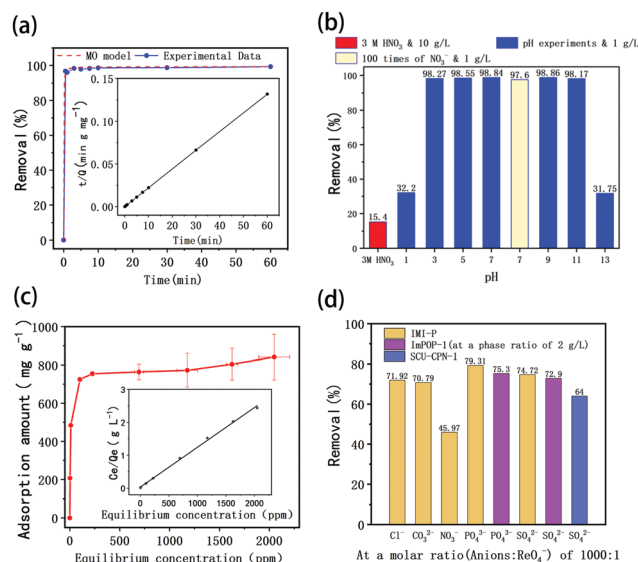 (a)
MO model
Experimental Data
Removal(%)
100
80
60
40
20
0
0.15
0.10
0.05
0.00
t/Q(min g mg⁻¹)
0 10 20 30 40 50 60
Time(min)
0 10 20 30 40 50 60
Time(min)
(b)
3 M HNO₃ & 10 g/L
pH experiments & 1 g/L
100 times of NO₃⁻ & 1 g/L
Removal(%)
100
80
60
40
20
0
15.4
32.2
98.27
98.55
98.84
97.6
98.86
98.17
31.75
3M HNO₃ 1 3 5 7 7 9 11 13
pH
(c)
Adsorption amount( mg g⁻¹)
1000
800
600
400
200
0
Ce/Qe( g L⁻¹)
3
2
1
0
0 500 1000 1500 2000
Equilibrium concentration (ppm)
0 500 1000 1500 2000
Equilibrium concentration (ppm)
(d)
IMI-P
ImPOP-1(at a phase ratio of 2 g/L)
SCU-CPN-1
Removal(%)
100
80
60
40
20
0
71.92
70.79
45.97
79.31
75.3
74.72
72.9
64
Cl⁻ CO₃²⁻ NO₃⁻ PO₄³⁻ PO₄³⁻ SO₄²⁻ SO₄²⁻ SO₄²⁻
At a molar ratio(Anions:ReO₄⁻) of 1000:1